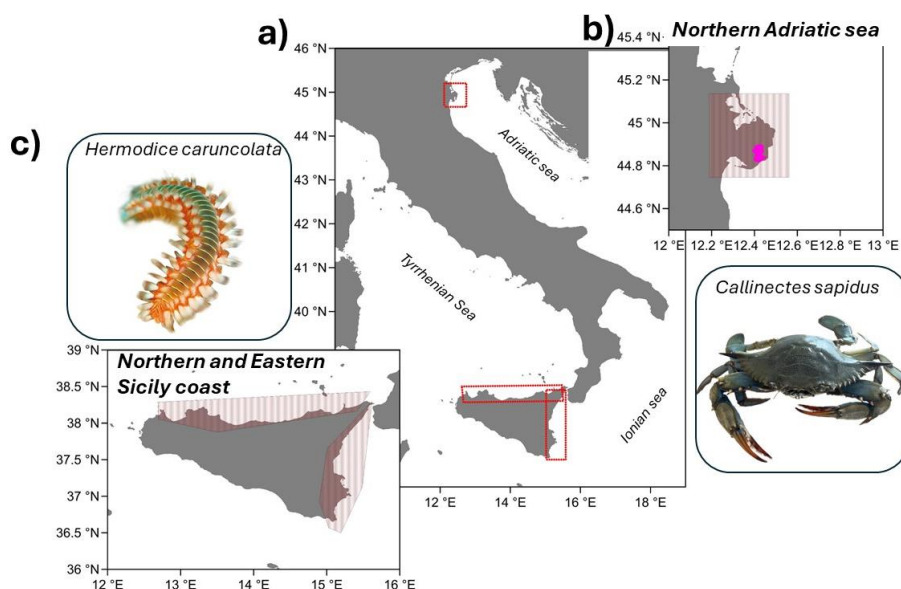 a)
46 °N
45 °N
44 °N
43 °N
42 °N
41 °N
40 °N
12 °E
14 °E
16 °E
18 °E
Adriatic sea
Tyrrhenian Sea
Ionian sea
b)
Northern Adriatic sea
45.4 °N
45.2 °N
45 °N
44.8 °N
44.6 °N
12 °E
12.2 °E
12.4 °E
12.6 °E
12.8 °E
13 °E
Callinectes sapidus
c)
Hermodice caruncolata
Northern and Eastern
Sicily coast
39 °N
38.5 °N
38 °N
37.5 °N
37 °N
36.5 °N
36 °N
12 °E
13 °E
14 °E
15 °E
16 °E